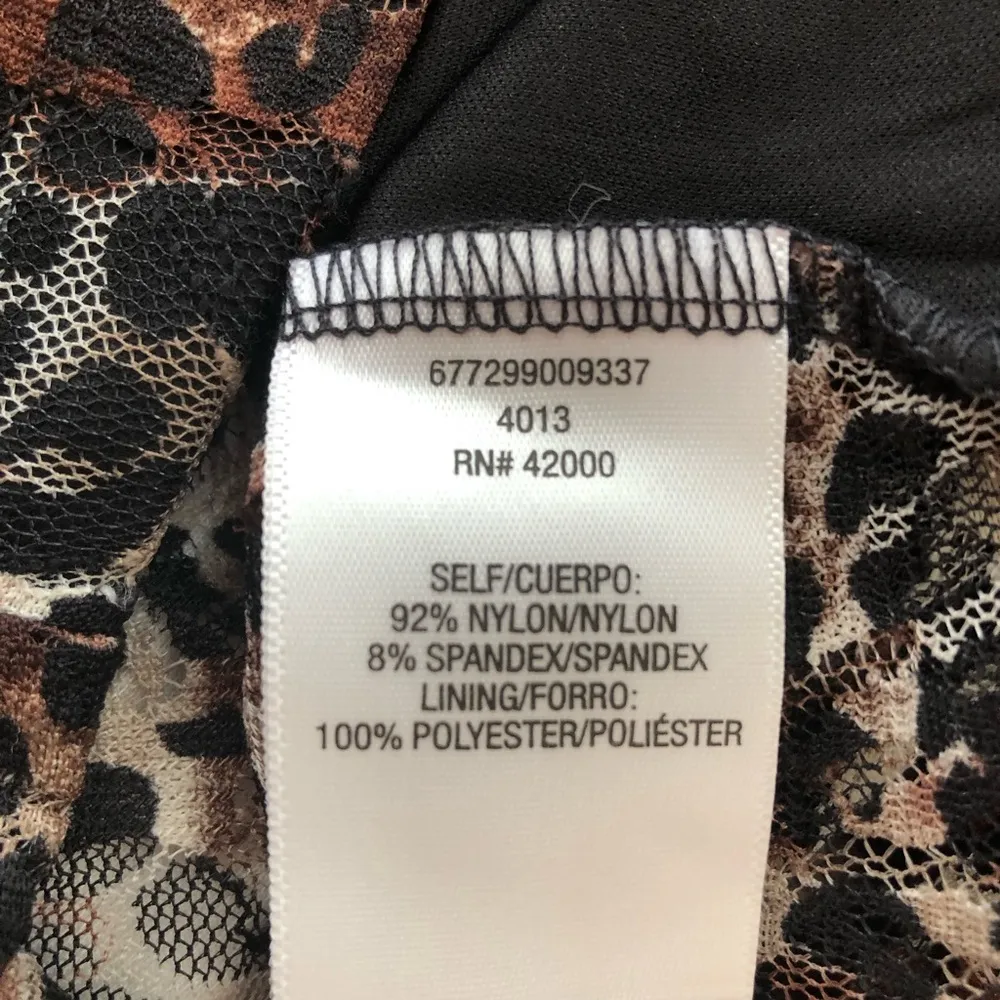 677299009337
4013
RN# 42000
SELF/CUERPO:
92% NYLON/NYLON
8% SPANDEX/SPANDEX
LINING/FORRO:
100% POLYESTER/POLIÉSTER